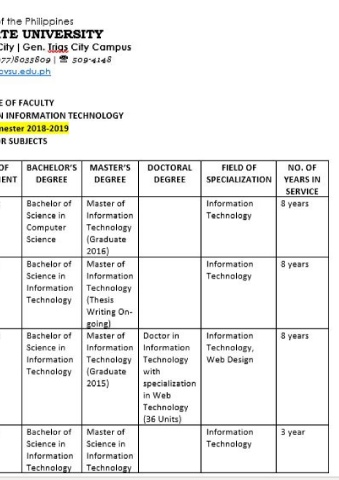 of the Philippines
TE UNIVERSITY
City | Gen. Trias City Campus
77/8033809 | ☎ 509-4148
cvsu.edu.ph
E OF FACULTY
N INFORMATION TECHNOLOGY
mester 2018-2019
R SUBJECTS
OF
ENT
BACHELOR'S
DEGREE
MASTER'S
DEGREE
DOCTORAL
DEGREE
FIELD OF
SPECIALIZATION
NO. OF
YEARS IN
SERVICE
Bachelor of
Science in
Computer
Science
Master of
Information
Technology
(Graduate
2016)
Information
Technology
8 years
Bachelor of
Science in
Information
Technology
Master of
Information
Technology
(Thesis
Writing On-
going)
Information
Technology
8 years
Bachelor of
Science in
Information
Technology
Master of
Information
Technology
(Graduate
2015)
Doctor in
Information
Technology
with
specialization
in Web
Technology
(36 Units)
Information
Technology,
Web Design
8 years
Bachelor of
Science in
Information
Technology
Master of
Science in
Information
Technology
Information
Technology
3 year